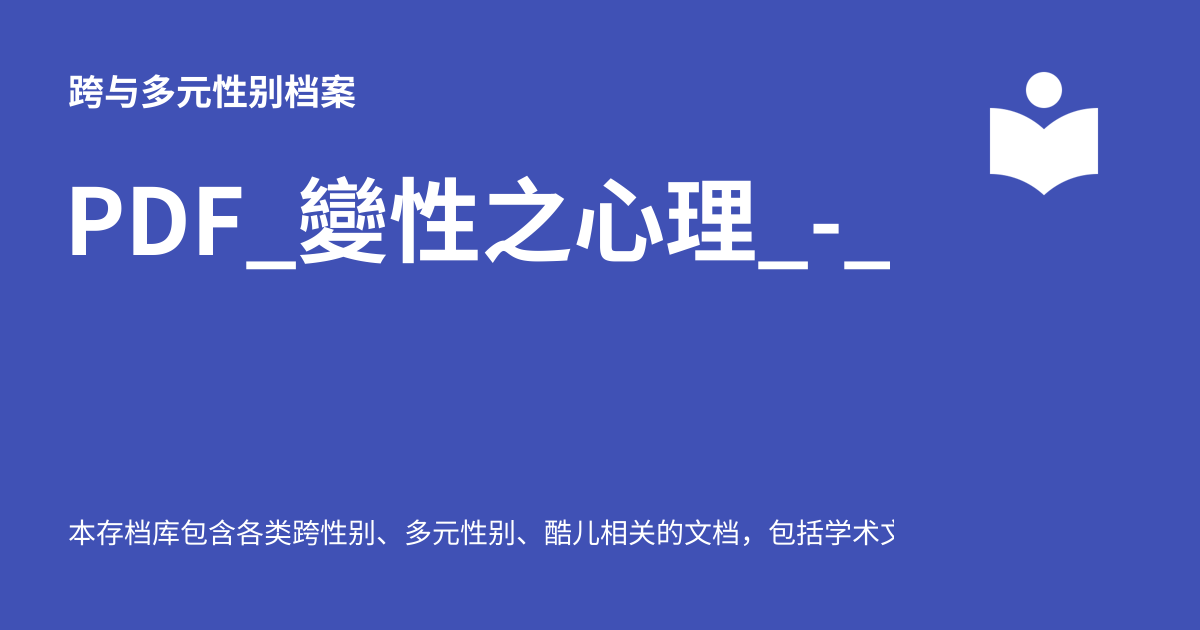 跨与多元性别档案
PDF_變性之心理_-_
本存档库包含各类跨性别、多元性别、酷儿相关的文档，包括学术